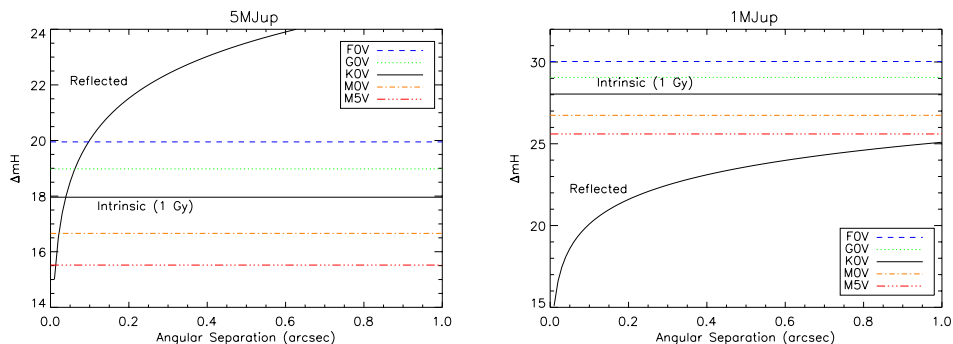 5MJup
24
22
20
18
16
14
ΔmH
Reflected
Intrinsic (1 Gy)
F0V
G0V
K0V
M0V
M5V
0.0 0.2 0.4 0.6 0.8 1.0
Angular Separation (arcsec)
1MJup
30
25
20
15
ΔmH
Intrinsic (1 Gy)
Reflected
F0V
G0V
K0V
M0V
M5V
0.0 0.2 0.4 0.6 0.8 1.0
Angular Separation (arcsec)